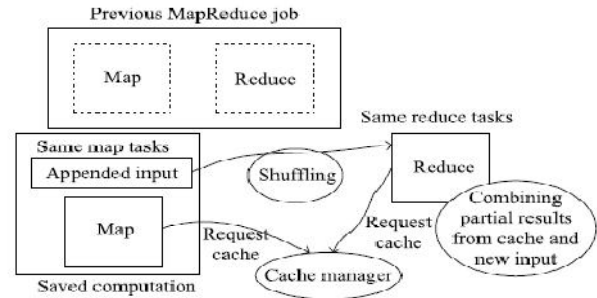 Previous MapReduce job
Map
Reduce
Same map tasks
Appended input
Map
Saved computation
Shuffling
Same reduce tasks
Reduce
Request
cache
Request
cache
Cache manager
Combining
partial results
from cache and
new input